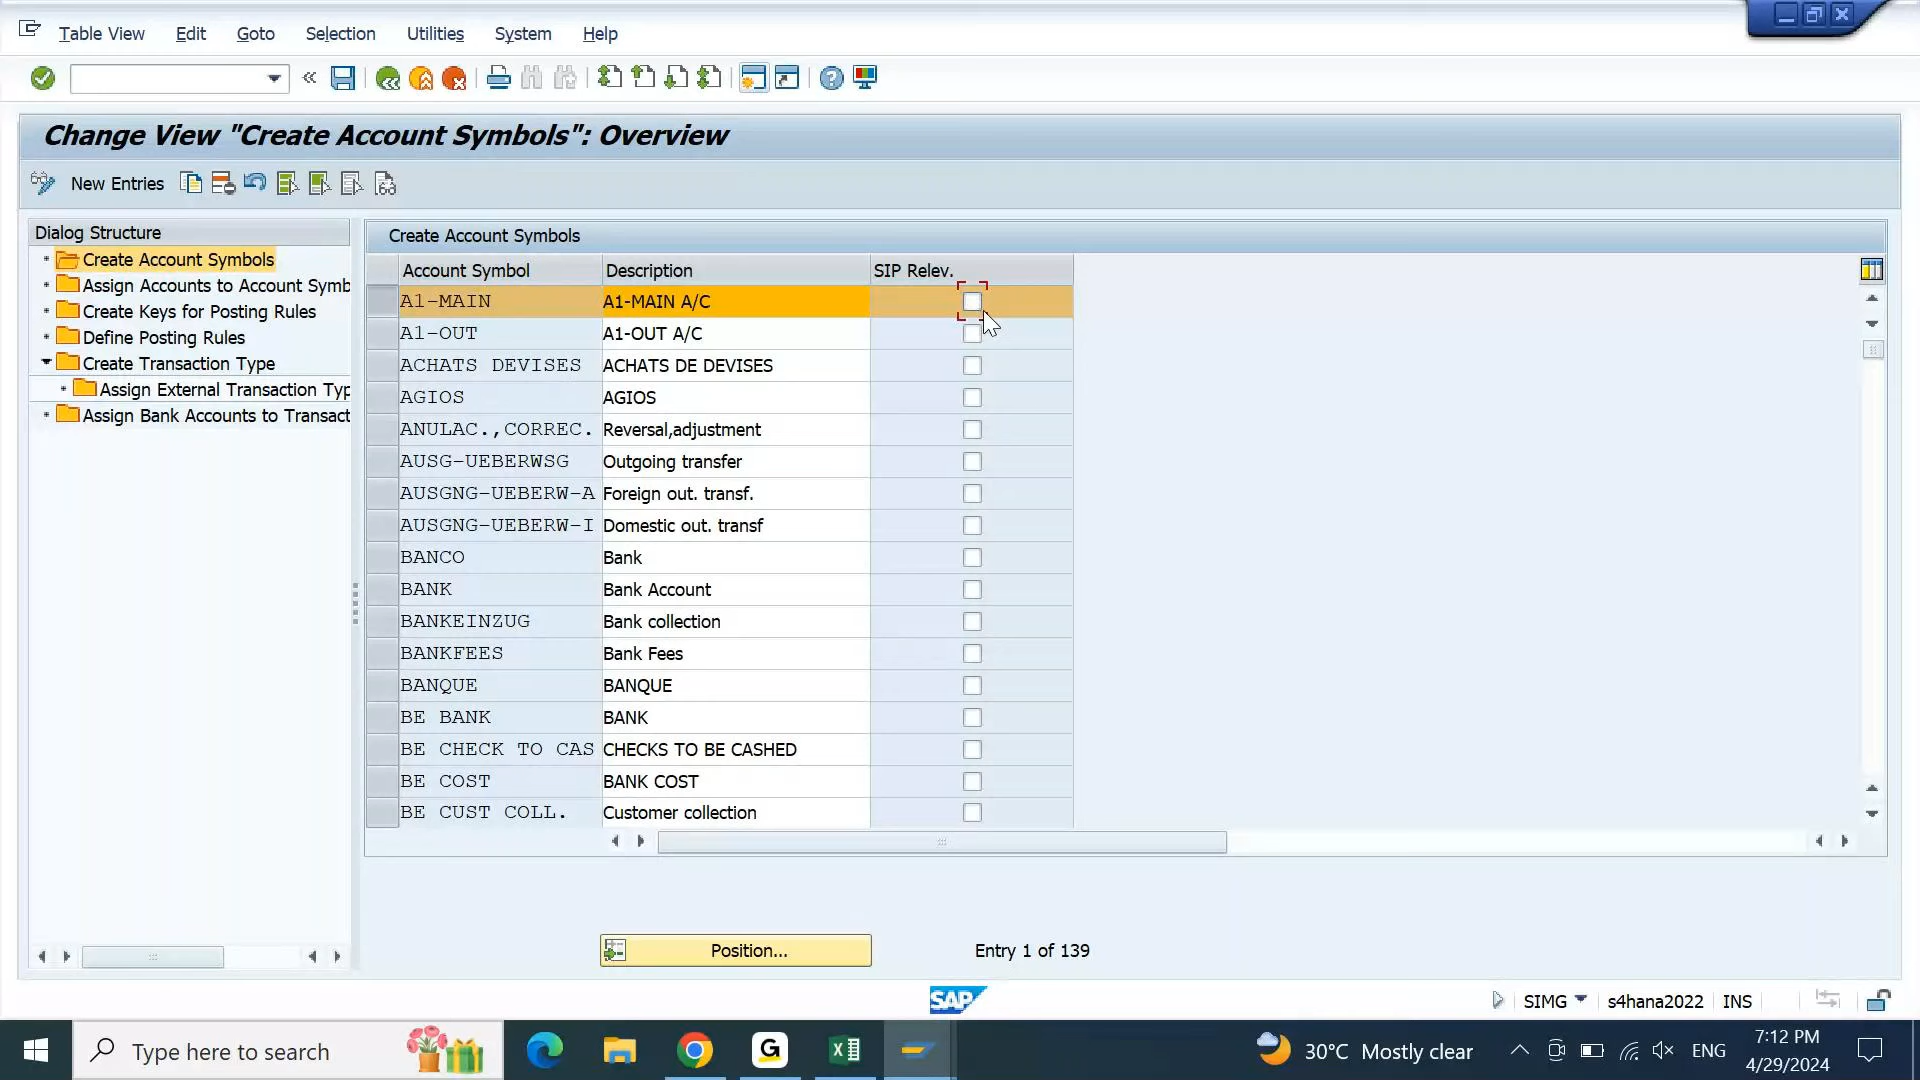 Table View Edit Goto Selection Utilities System Help
Change View "Create Account Symbols": Overview
New Entries
Dialog Structure
Create Account Symbols
Assign Accounts to Account Symb
Create Keys for Posting Rules
Define Posting Rules
Create Transaction Type
Assign External Transaction Typ
Assign Bank Accounts to Transact
Create Account Symbols
Account Symbol Description SIP Relev.
A1-MAIN A1-MAIN A/C
A1-OUT A1-OUT A/C
ACHATS DEVISES ACHATS DE DEVISES
AGIOS AGIOS
ANULAC.,CORREC. Reversal,adjustment
AUSG-UEBERWSG Outgoing transfer
AUSGNG-UEBERW-A Foreign out. transf.
AUSGNG-UEBERW-I Domestic out. transf
BANCO Bank
BANK Bank Account
BANKEINZUG Bank collection
BANKFEES Bank Fees
BANQUE BANQUE
BE BANK BANK
BE CHECK TO CAS CHECKS TO BE CASHED
BE COST BANK COST
BE CUST COLL. Customer collection
Position... Entry 1 of 139
SAP SIMG s4hana2022 INS
Type here to search G 30°C Mostly clear ENG 7:12 PM
4/29/2024